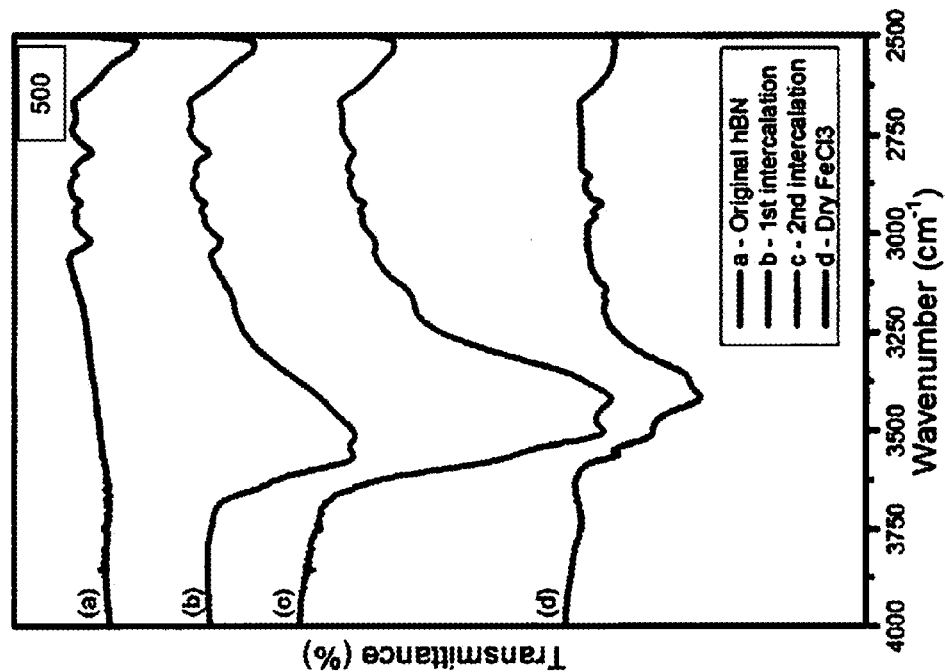 500
(a)
(b)
(c)
(d)
a - Original hBN
b - 1st intercalation
c - 2nd intercalation
d - Dry FeCl3
Transmittance (%)
4000 3750 3500 3250 3000 2750 2500
Wavenumber (cm⁻¹)